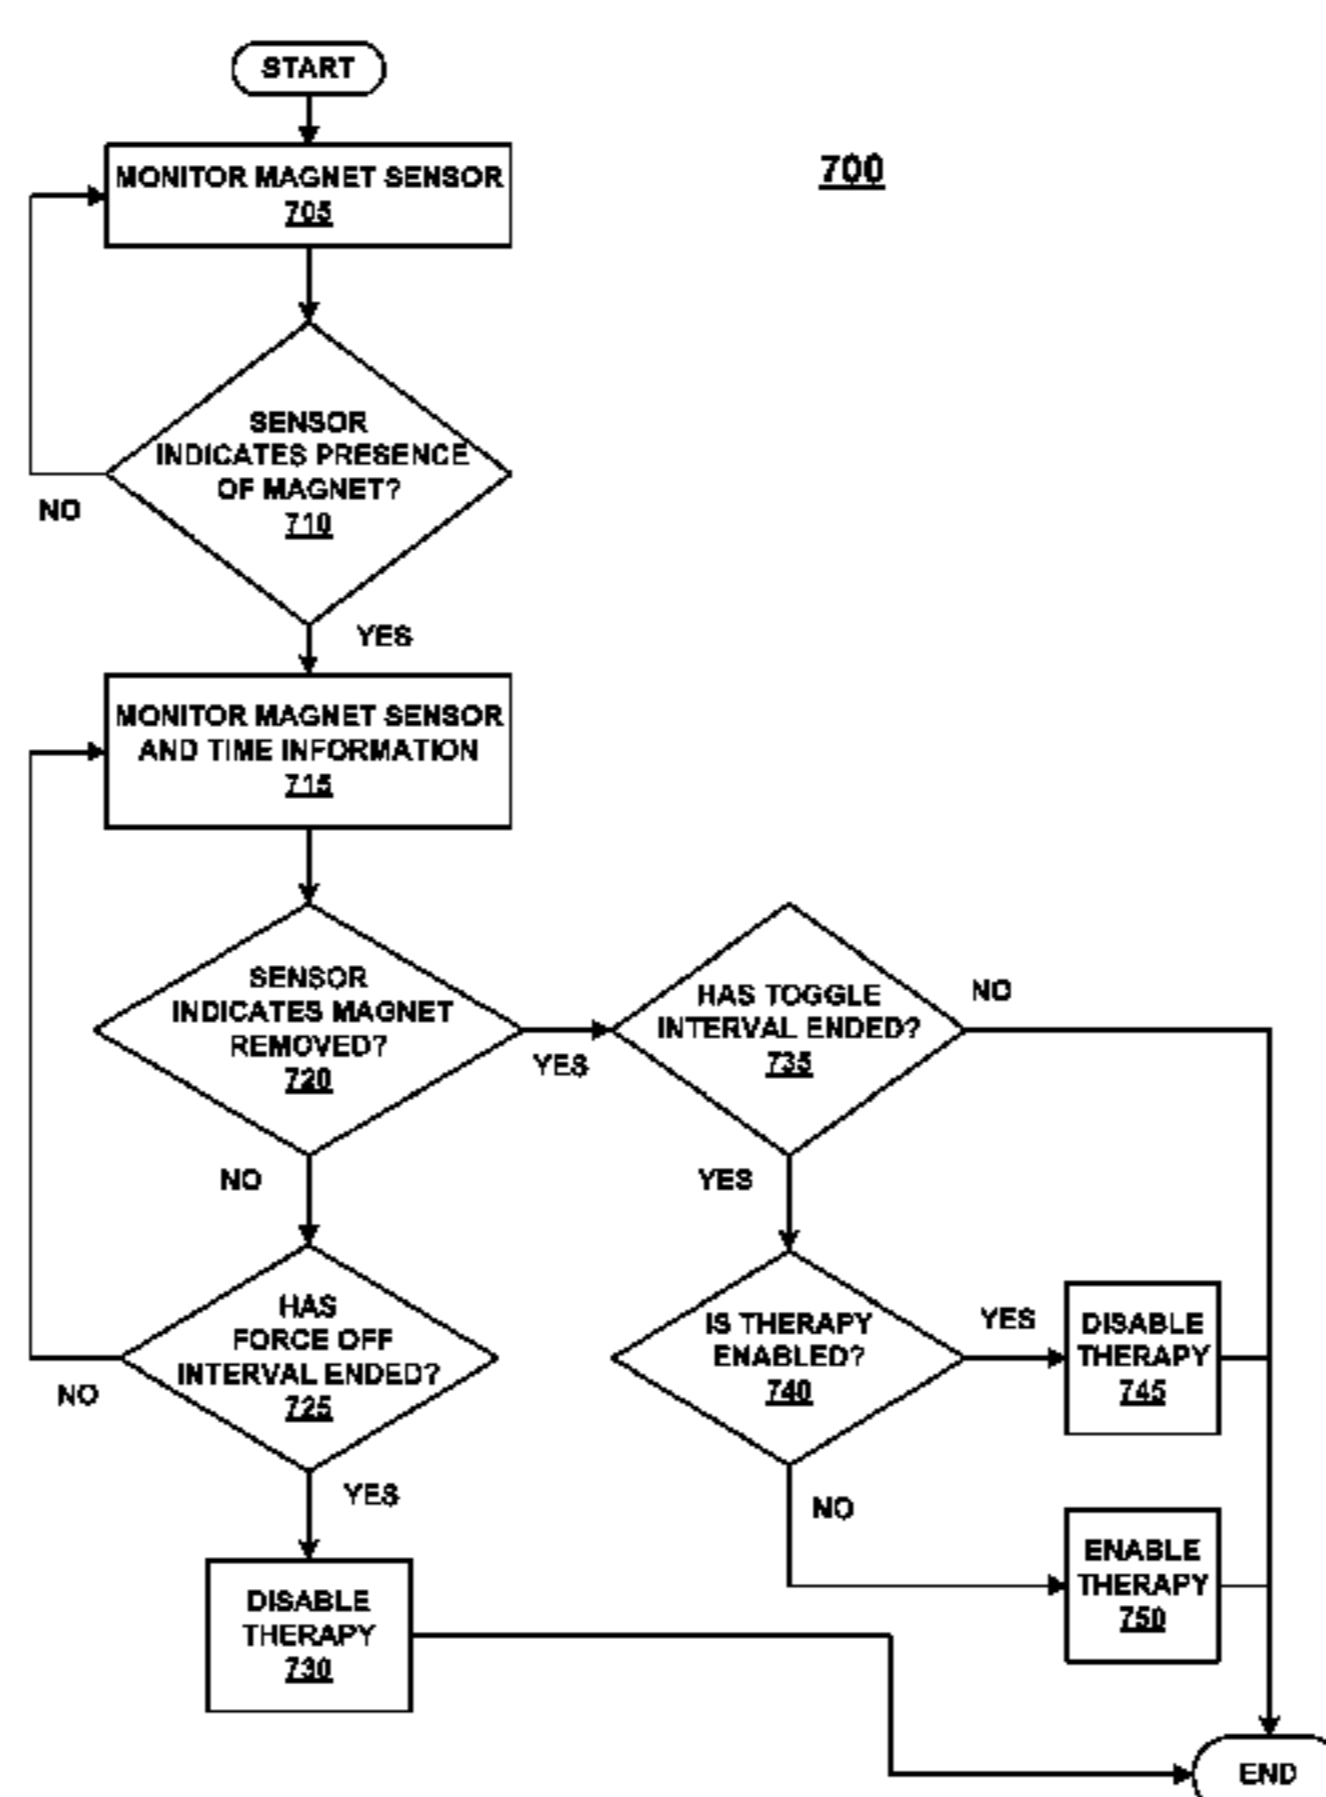 START
700
MONITOR MAGNET SENSOR
705
SENSOR
INDICATES PRESENCE
OF MAGNET?
710
NO
YES
MONITOR MAGNET SENSOR
AND TIME INFORMATION
715
SENSOR
INDICATES MAGNET
REMOVED?
720
YES
NO
HAS TOGGLE
INTERVAL ENDED?
735
NO
YES
HAS
FORCE OFF
INTERVAL ENDED?
725
NO
YES
IS THERAPY
ENABLED?
740
YES
NO
DISABLE
THERAPY
745
ENABLE
THERAPY
750
DISABLE
THERAPY
730
END